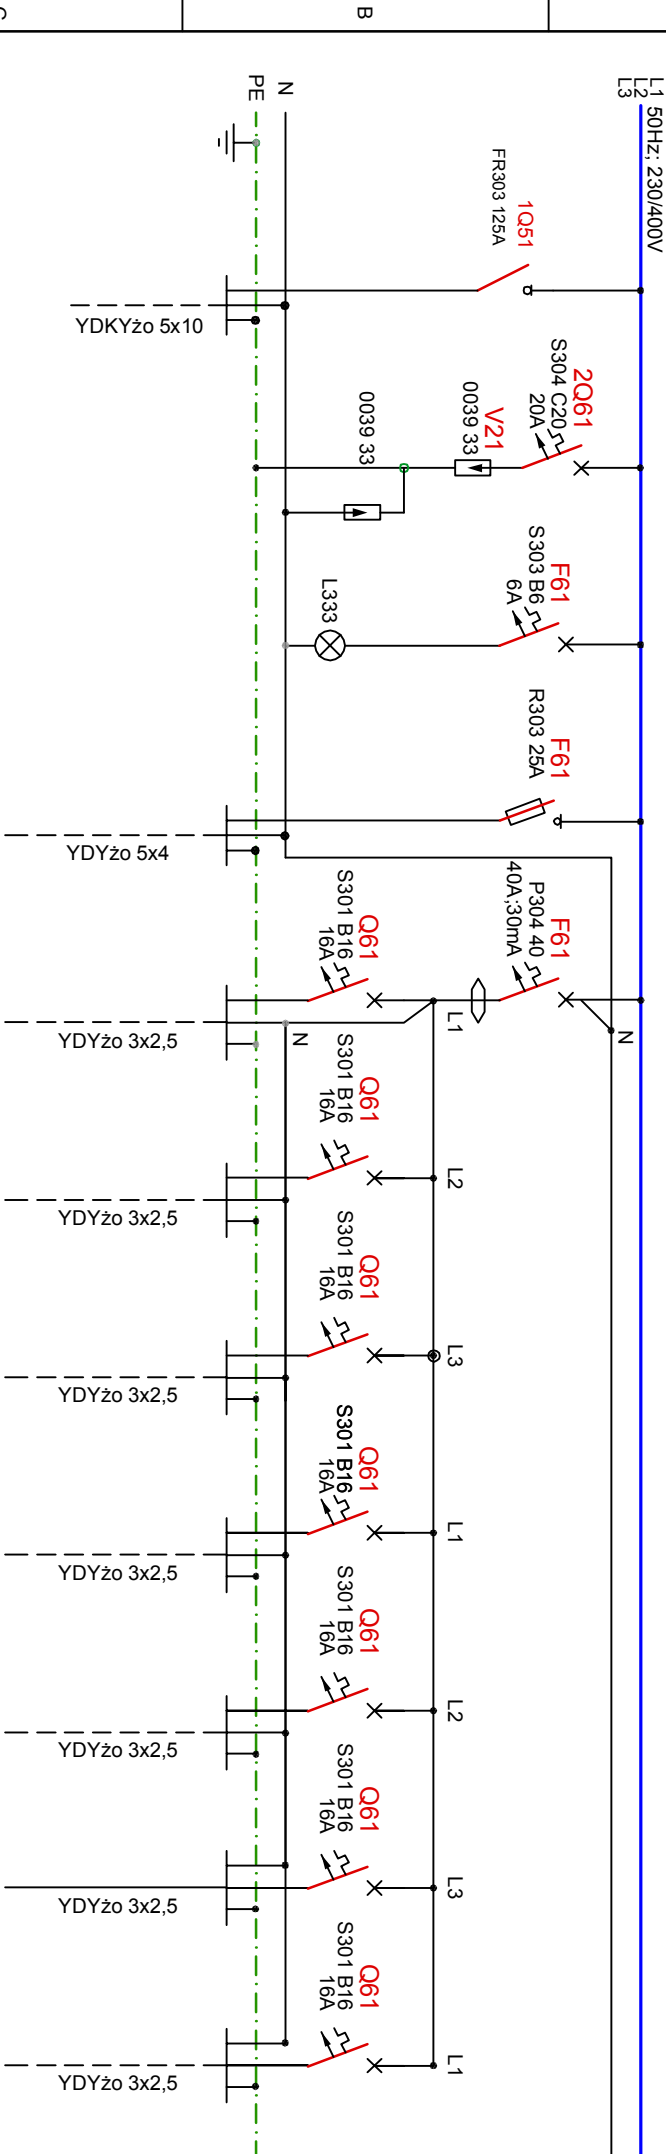 C
B
L1
L2
L3
50Hz; 230/400V
N
PE
1Q51
FR303 125A
YDKYżo 5x10
2Q61
S304 C20
20A
V21
0039 33
0039 33
F61
S303 B6
6A
L333
F61
R303 25A
YDYżo 5x4
F61
P304 40
40A;30mA
N
L1
Q61
S301 B16
16A
N
YDYżo 3x2,5
L2
Q61
S301 B16
16A
YDYżo 3x2,5
L3
Q61
S301 B16
16A
YDYżo 3x2,5
L1
Q61
S301 B16
16A
YDYżo 3x2,5
L2
Q61
S301 B16
16A
YDYżo 3x2,5
L3
Q61
S301 B16
16A
YDYżo 3x2,5
L1
Q61
S301 B16
16A
YDYżo 3x2,5